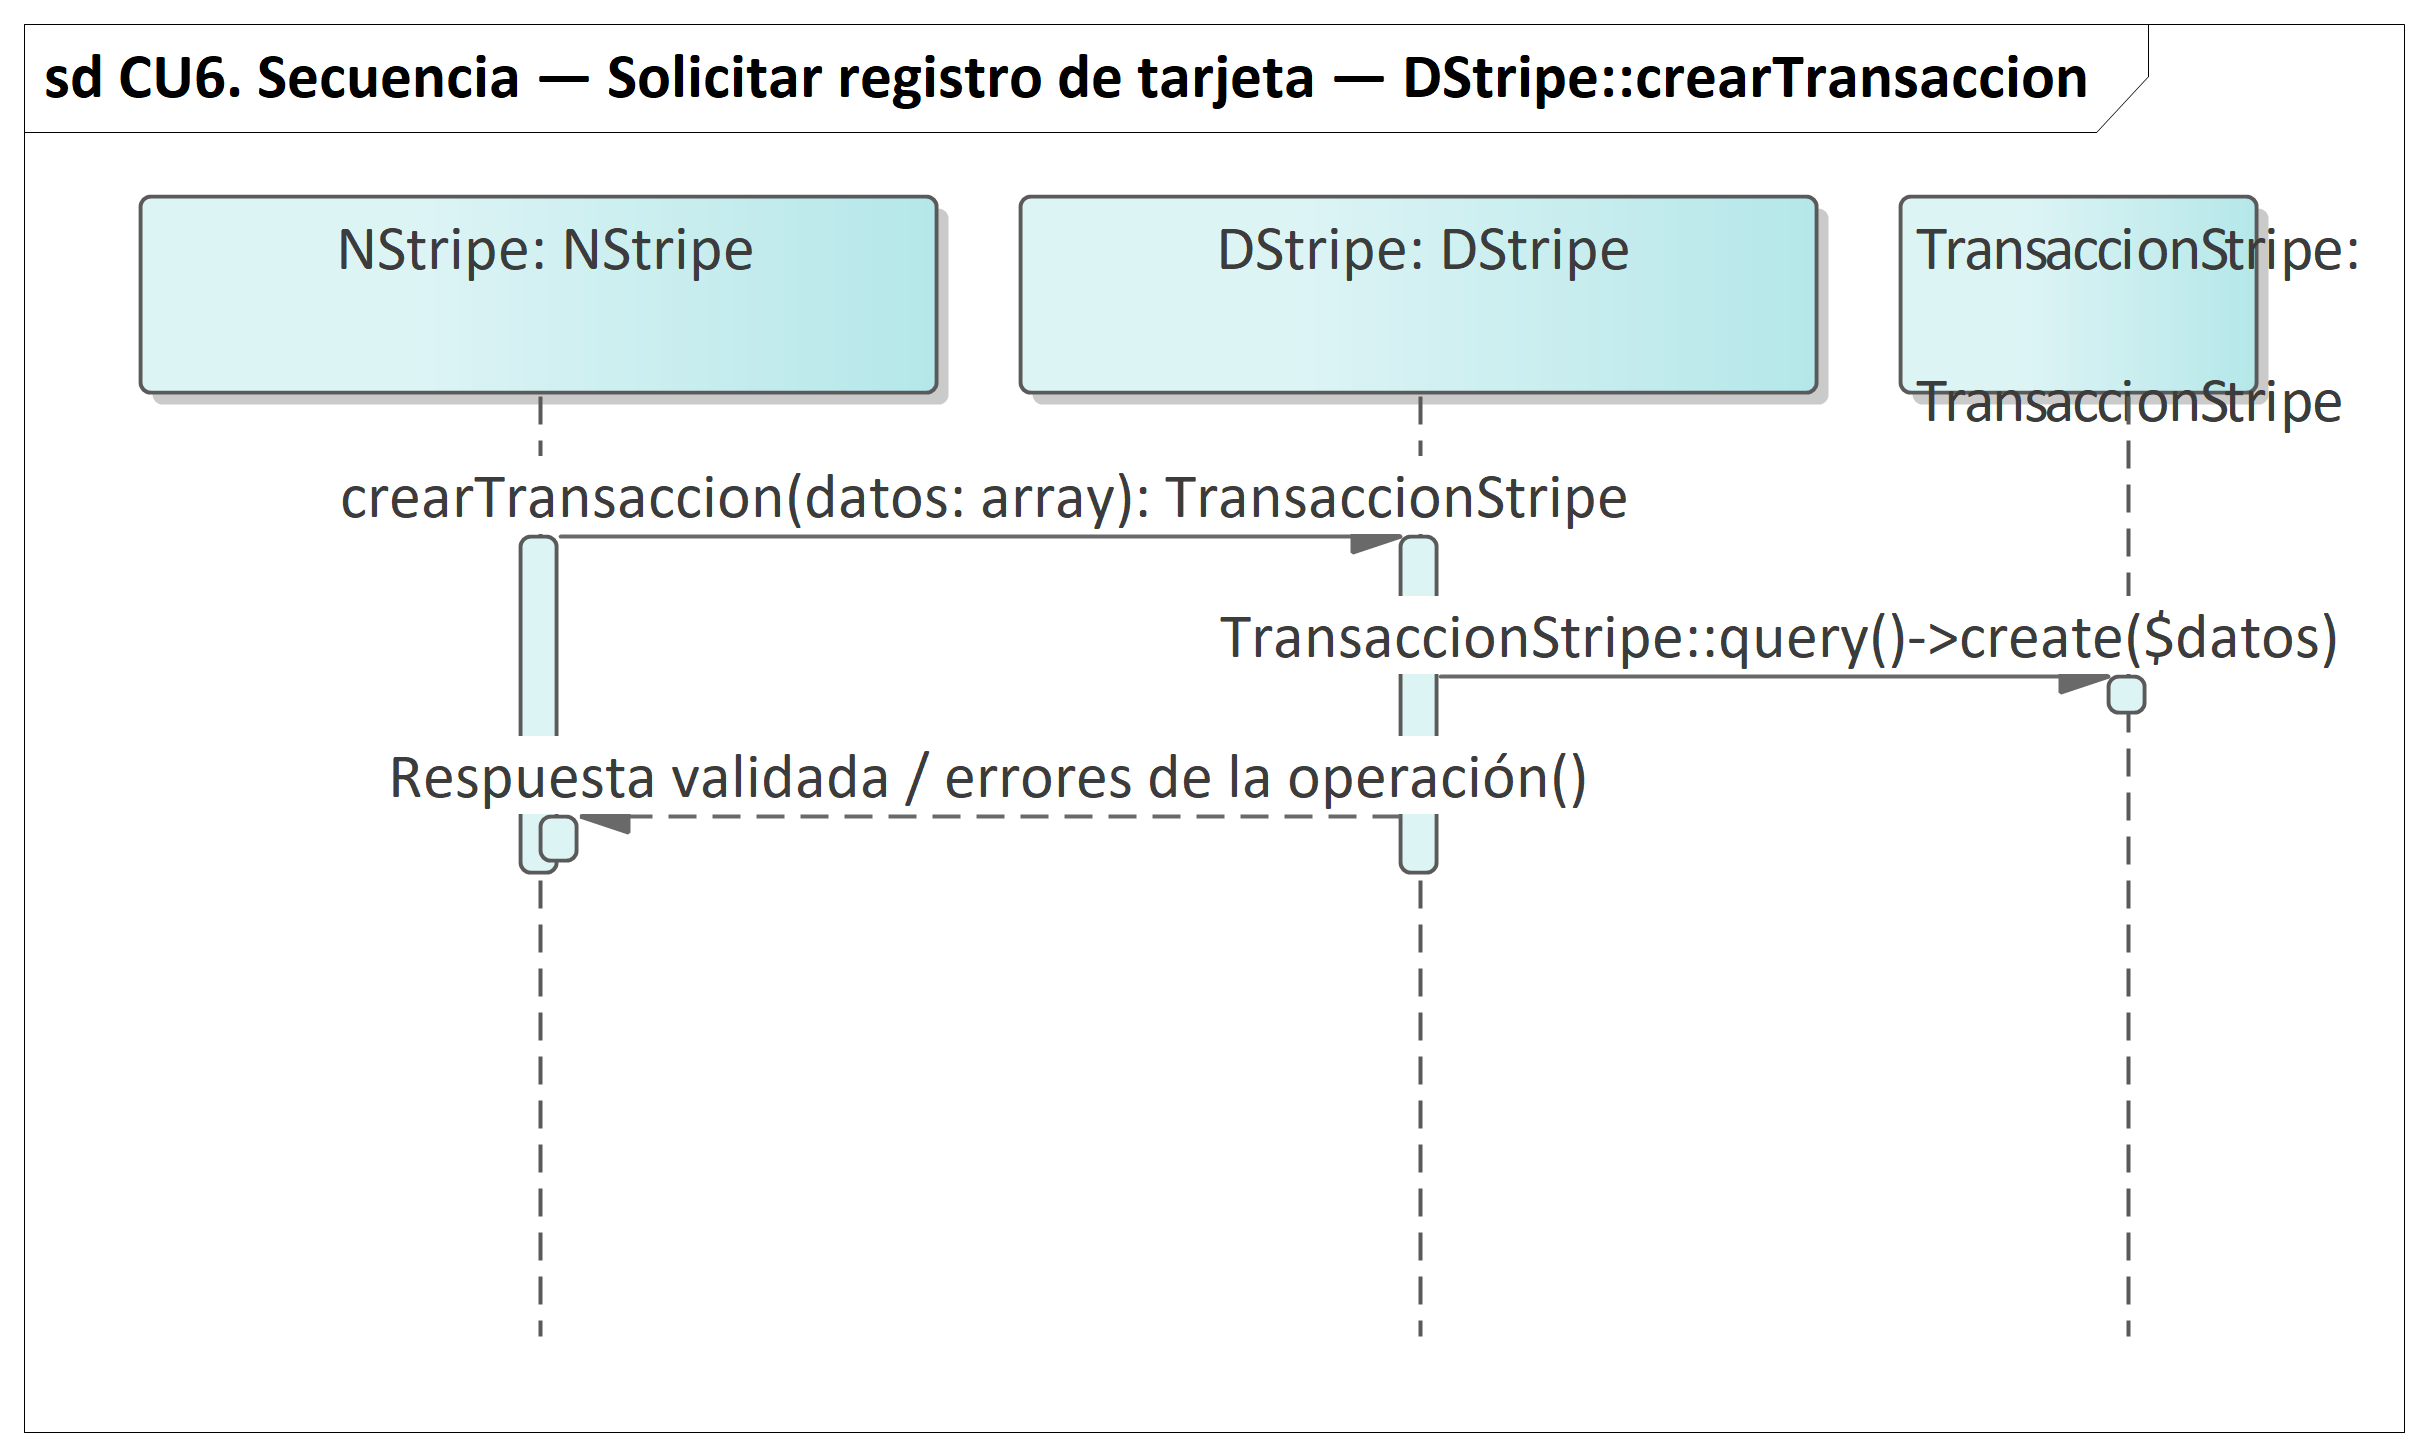 sd CU6. Secuencia — Solicitar registro de tarjeta — DStripe::crearTransaccion
NStripe: NStripe
DStripe: DStripe
TransaccionStripe:
TransaccionStripe
crearTransaccion(datos: array): TransaccionStripe
TransaccionStripe::query()->create($datos)
Respuesta validada / errores de la operación()